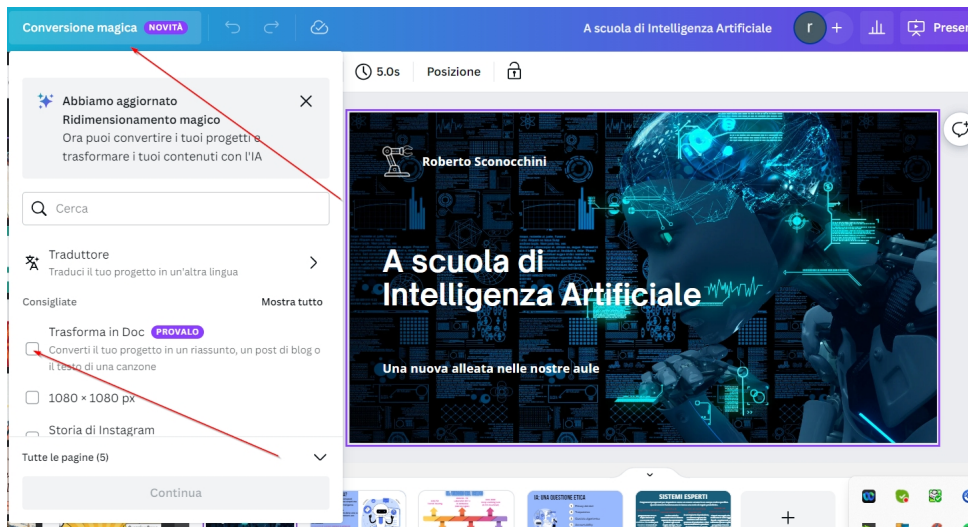 Conversione magica NOVITÀ
A scuola di Intelligenza Artificiale
r
+
Presen
Abbiamo aggiornato
Ridimensionamento magico
Ora puoi convertire i tuoi progetti e
trasformare i tuoi contenuti con l'IA
Cerca
Traduttore
Traduci il tuo progetto in un'altra lingua
Consigliate
Mostra tutto
Trasforma in Doc PROVALO
Converti il tuo progetto in un riassunto, un post di blog o
il testo di una canzone
1080 × 1080 px
Storia di Instagram
Tutte le pagine (5)
Continua
5.0s
Posizione
Roberto Sconocchini
A scuola di
Intelligenza Artificiale
Una nuova alleata nelle nostre aule
IA: UNA QUESTIONE ETICA
SISTEMI ESPERTI
+